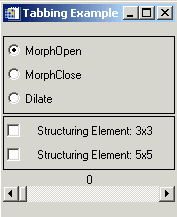 Tabbing Example
MorphOpen
MorphClose
Dilate
Structuring Element: 3x3
Structuring Element: 5x5
0